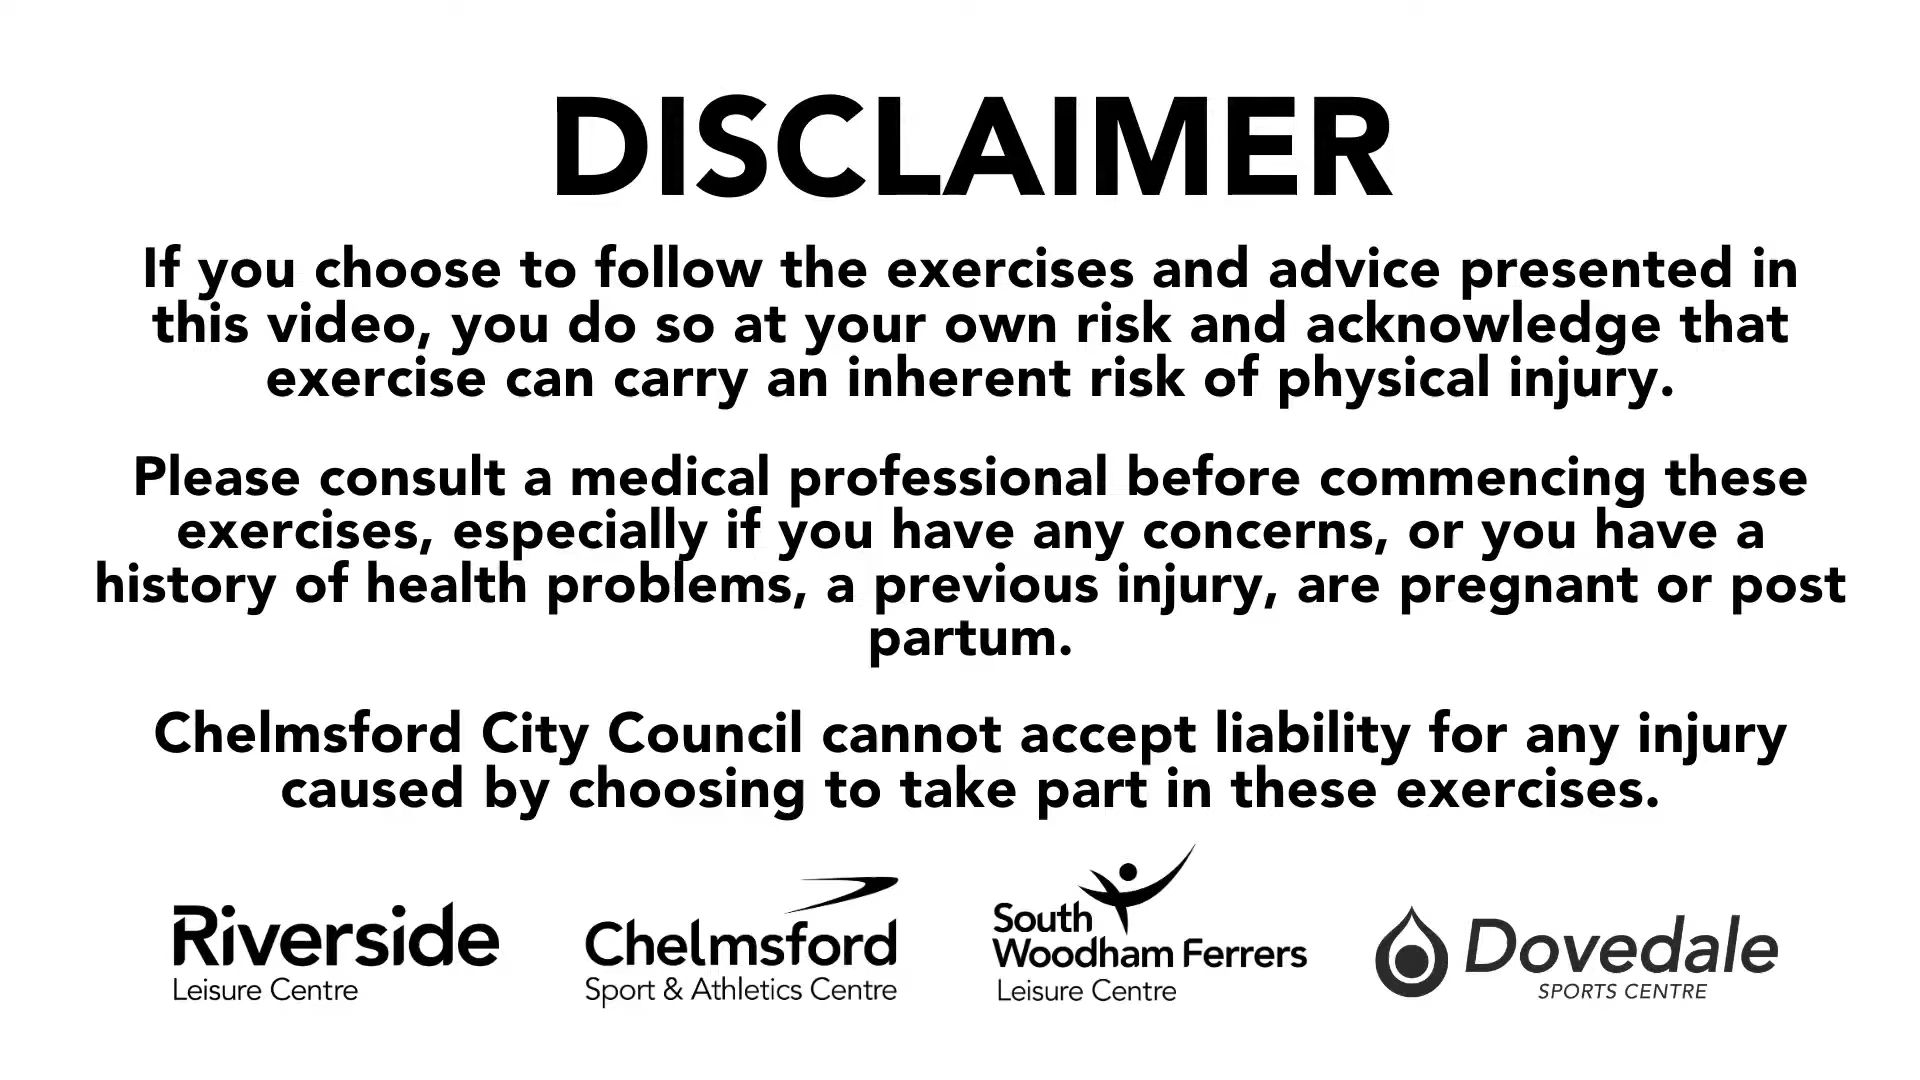 DISCLAIMER
If you choose to follow the exercises and advice presented in
this video, you do so at your own risk and acknowledge that
exercise can carry an inherent risk of physical injury.
Please consult a medical professional before commencing these
exercises, especially if you have any concerns, or you have a
history of health problems, a previous injury, are pregnant or post
partum.
Chelmsford City Council cannot accept liability for any injury
caused by choosing to take part in these exercises.
Riverside
Leisure Centre
Chelmsford
Sport & Athletics Centre
South
Woodham Ferrers
Leisure Centre
Dovedale
SPORTS CENTRE